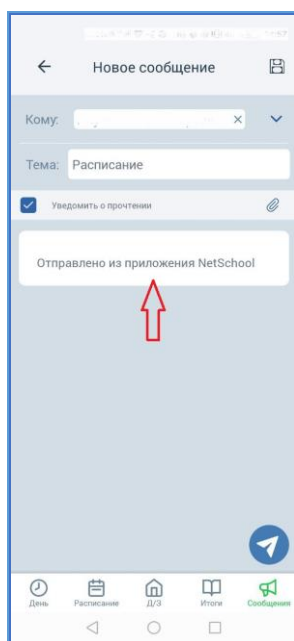 Новое сообщение
Кому:
Тема: Расписание
Уведомить о прочтении
Отправлено из приложения NetSchool
День Расписание Д/З Итоги Сообщения